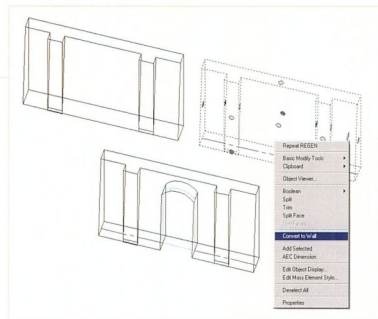 Repeat REGEN
Basic Modify Tools
Clipboard
Object Viewer...
Boolean
Split
Trim
Split Face
Convert to Wall
Add Selected
AEC Dimension
Edit Object Display...
Edit Mass Element Style...
Deselect All
Properties